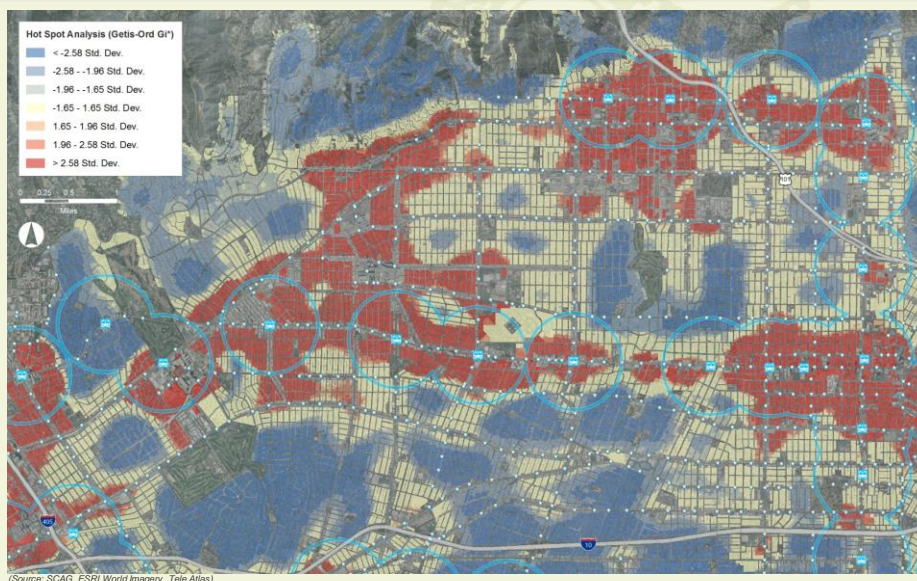 Hot Spot Analysis (Getis-Ord Gi*)
< -2.58 Std. Dev.
-2.58 - -1.96 Std. Dev.
-1.96 - -1.65 Std. Dev.
-1.65 - 1.65 Std. Dev.
1.65 - 1.96 Std. Dev.
1.96 - 2.58 Std. Dev.
> 2.58 Std. Dev.
0 0.25 0.5 1
Miles
101
405
10
(Source: SCAG, ESRI World Imagery, Tele Atlas)